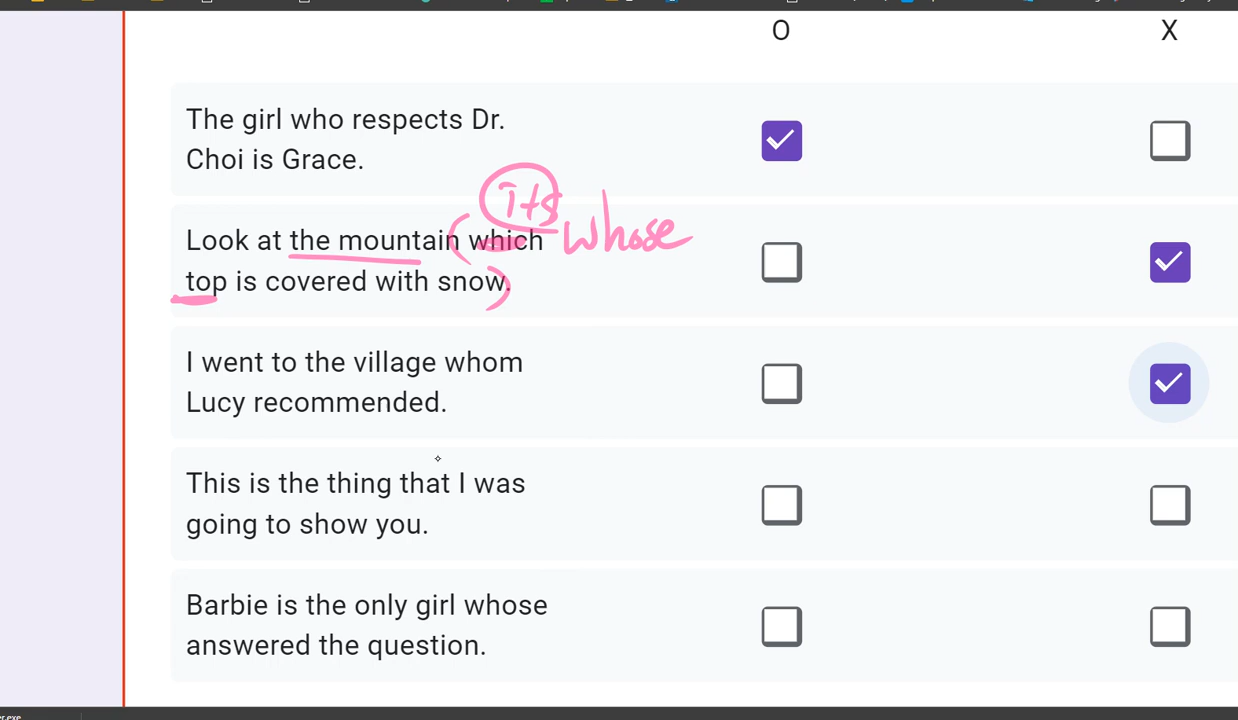 O X
The girl who respects Dr.
Choi is Grace.
its
Look at the mountain ( which whose
top is covered with snow. )
I went to the village whom
Lucy recommended.
This is the thing that I was
going to show you.
Barbie is the only girl whose
answered the question.